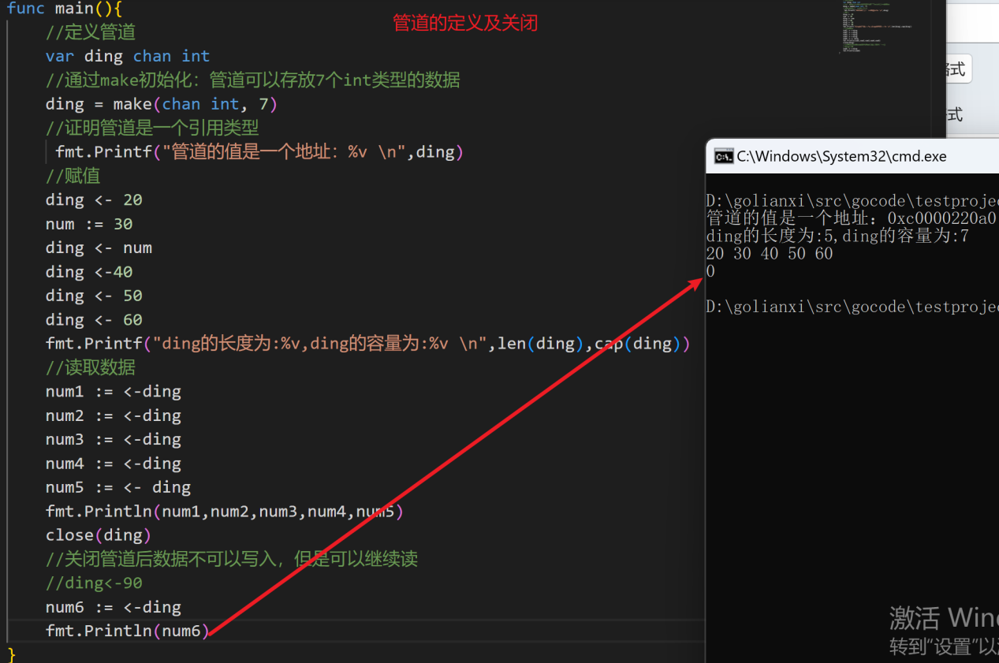 func main(){
管道的定义及关闭
//定义管道
var ding chan int
//通过make初始化：管道可以存放7个int类型的数据
ding = make(chan int, 7)
//证明管道是一个引用类型
fmt.Printf("管道的值是一个地址：%v \n",ding)
//赋值
ding <- 20
num := 30
ding <- num
ding <-40
ding <- 50
ding <- 60
fmt.Printf("ding的长度为:%v,ding的容量为:%v \n",len(ding),cap(ding))
//读取数据
num1 := <-ding
num2 := <-ding
num3 := <-ding
num4 := <-ding
num5 := <- ding
fmt.Println(num1,num2,num3,num4,num5)
close(ding)
//关闭管道后数据不可以写入，但是可以继续读
//ding<-90
num6 := <-ding
fmt.Println(num6)
}
式
式
C:\Windows\System32\cmd.exe
D:\golianxi\src\gocode\testproje
管道的值是一个地址：0xc0000220a0
ding的长度为:5,ding的容量为:7
20 30 40 50 60
0
D:\golianxi\src\gocode\testproje
激活 Win
转到“设置”以